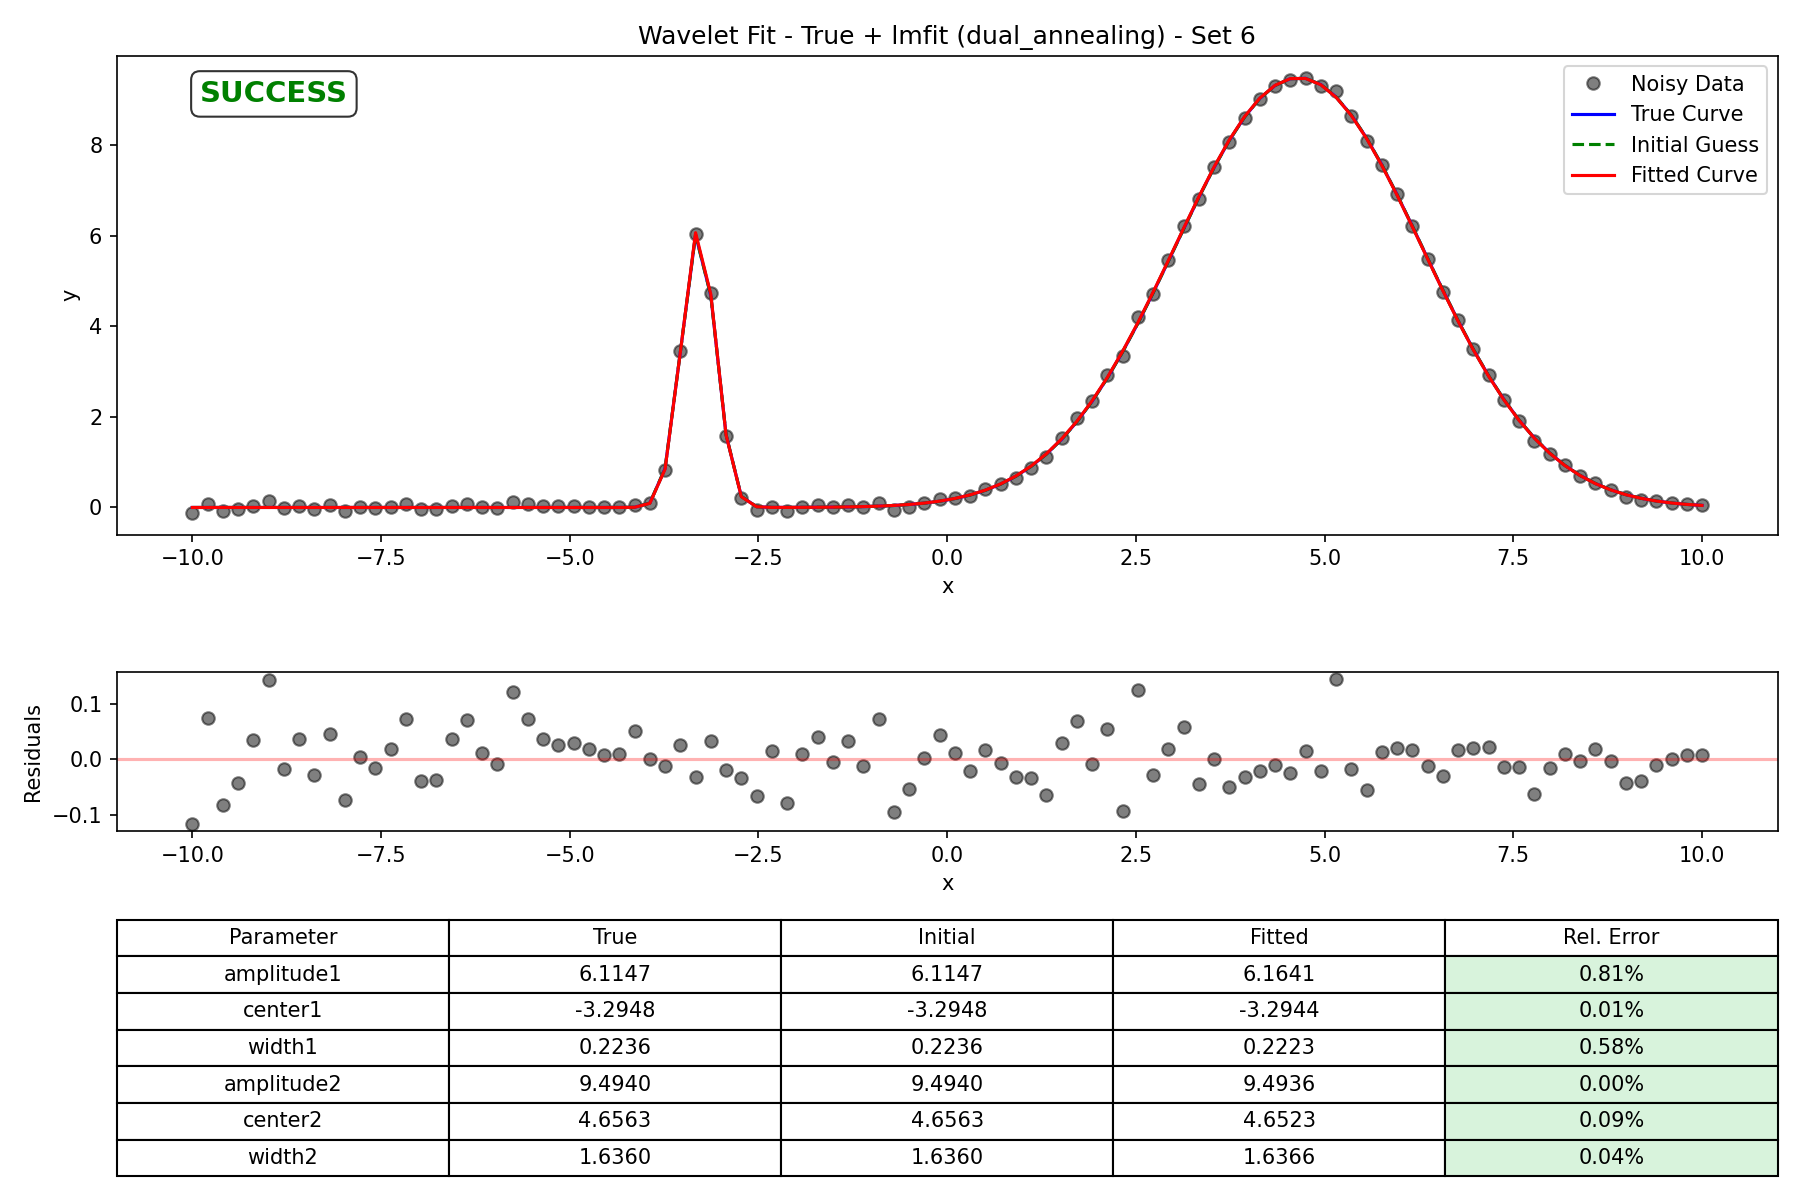 Wavelet Fit - True + lmfit (dual_annealing) - Set 6
SUCCESS
Noisy Data
True Curve
Initial Guess
Fitted Curve
y
8
6
4
2
0
−10.0 −7.5 −5.0 −2.5 0.0 2.5 5.0 7.5 10.0
x
Residuals
0.1
0.0
−0.1
−10.0 −7.5 −5.0 −2.5 0.0 2.5 5.0 7.5 10.0
x
Parameter True Initial Fitted Rel. Error
amplitude1 6.1147 6.1147 6.1641 0.81%
center1 -3.2948 -3.2948 -3.2944 0.01%
width1 0.2236 0.2236 0.2223 0.58%
amplitude2 9.4940 9.4940 9.4936 0.00%
center2 4.6563 4.6563 4.6523 0.09%
width2 1.6360 1.6360 1.6366 0.04%